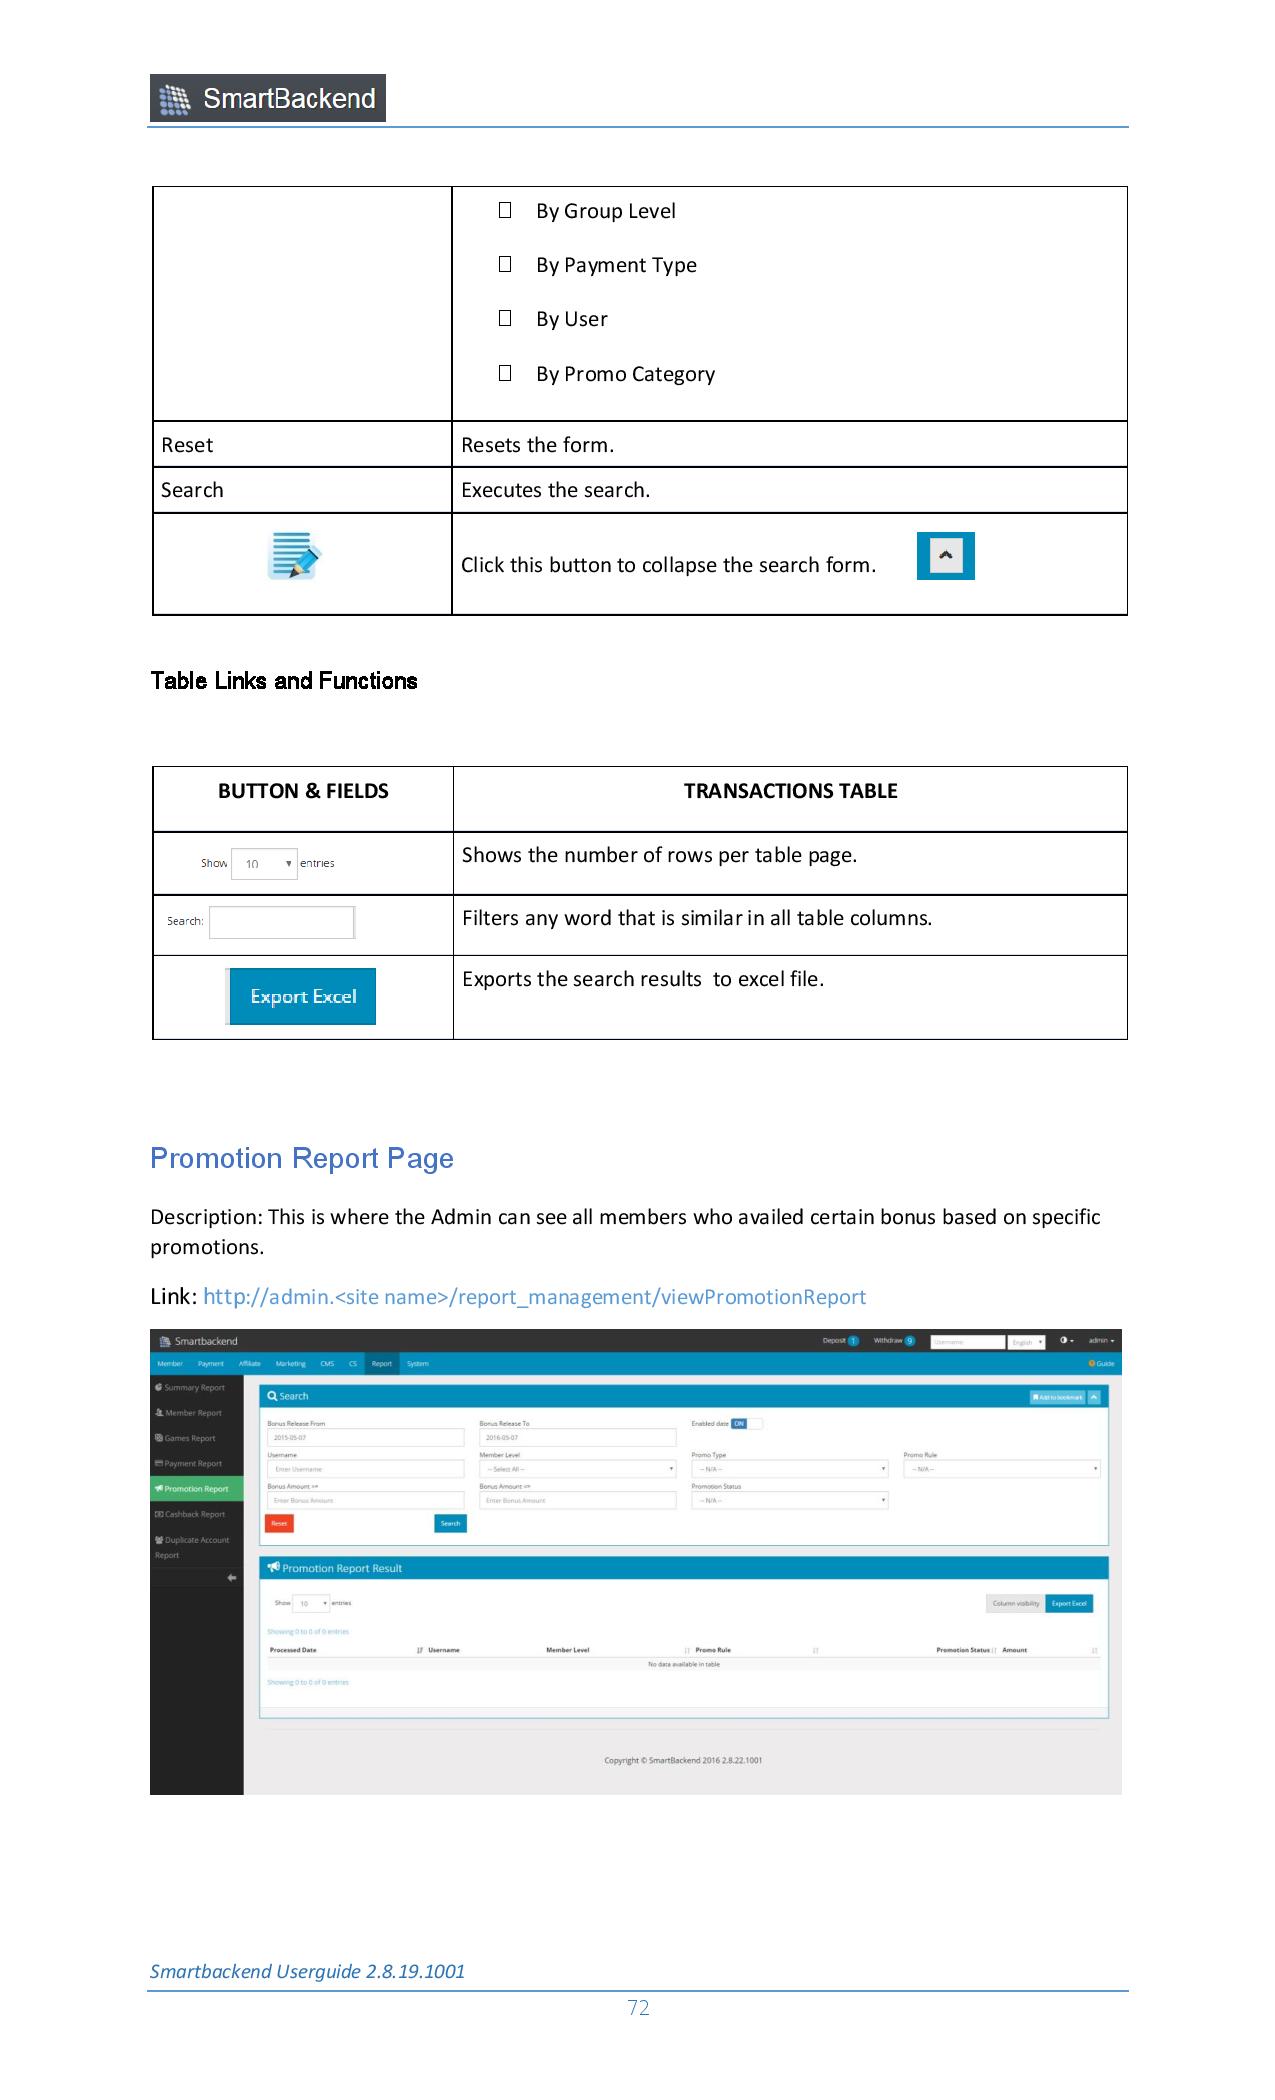 SmartBackend
By Group Level
By Payment Type
By User
By Promo Category
Reset Resets the form.
Search Executes the search.
Click this button to collapse the search form.
Table Links and Functions
BUTTON & FIELDS TRANSACTIONS TABLE
Show 10 entries Shows the number of rows per table page.
Search: Filters any word that is similar in all table columns.
Export Excel Exports the search results to excel file.
Promotion Report Page
Description: This is where the Admin can see all members who availed certain bonus based on specific
promotions.
Link: http://admin.<site name>/report_management/viewPromotionReport
Smartbackend Deposit 1 Withdraw 9 Username English admin
Member Payment Affiliate Marketing CMS CS Report System Guide
Summary Report
Member Report
Games Report
Payment Report
Promotion Report
Cashback Report
Duplicate Account
Report
Search Add to bookmark
Bonus Release From Bonus Release To Enabled date ON
2015-05-07 2016-05-07
Username Member Level Promo Type Promo Rule
Enter Username -- Select All -- -- N/A -- -- N/A --
Bonus Amount >= Bonus Amount <= Promotion Status
Enter Bonus Amount Enter Bonus Amount -- N/A --
Reset Search
Promotion Report Result
Show 10 entries Column visibility Export Excel
Showing 0 to 0 of 0 entries
Processed Date Username Member Level Promo Rule Promotion Status Amount
No data available in table
Showing 0 to 0 of 0 entries
Copyright © SmartBackend 2016 2.8.22.1001
Smartbackend Userguide 2.8.19.1001
72